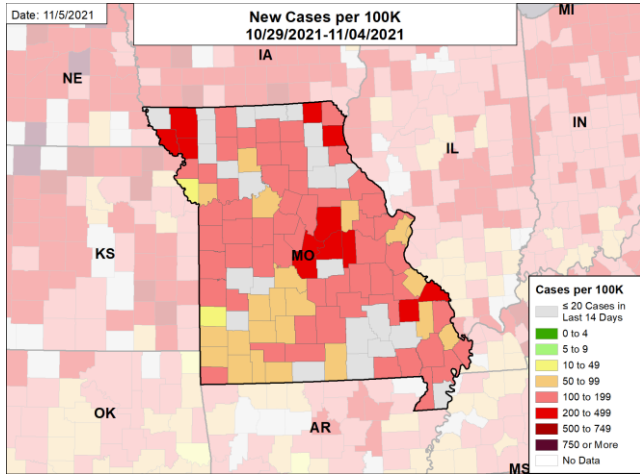 Date: 11/5/2021
New Cases per 100K
10/29/2021-11/04/2021
MI
IA
NE
IL
IN
KS
MO
OK
AR
MS
Cases per 100K
≤ 20 Cases in
Last 14 Days
0 to 4
5 to 9
10 to 49
50 to 99
100 to 199
200 to 499
500 to 749
750 or More
No Data